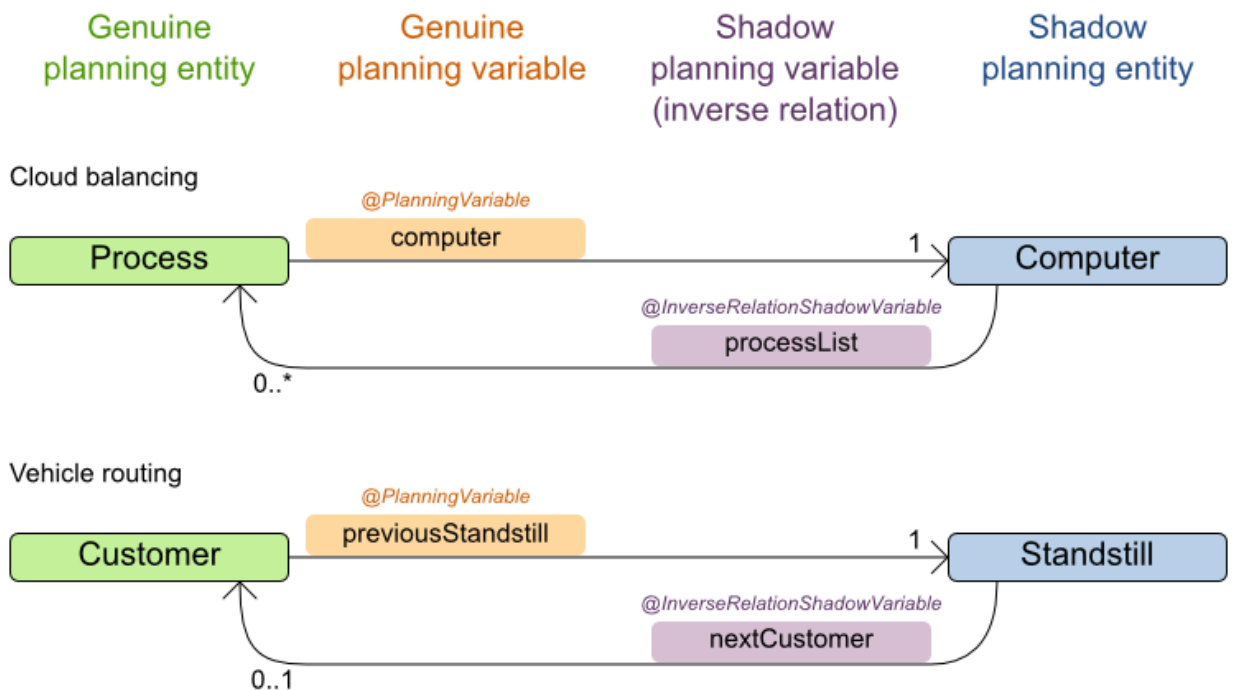 Genuine
planning entity
Genuine
planning variable
Shadow
planning variable
(inverse relation)
Shadow
planning entity
Cloud balancing
@PlanningVariable
computer
Process
1
Computer
@InverseRelationShadowVariable
processList
0..*
Vehicle routing
@PlanningVariable
previousStandstill
Customer
1
Standstill
@InverseRelationShadowVariable
nextCustomer
0..1